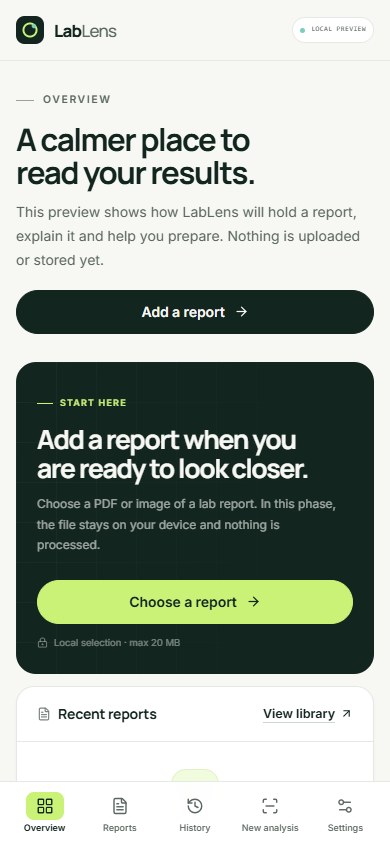 LabLens
LOCAL PREVIEW
OVERVIEW
A calmer place to
read your results.
This preview shows how LabLens will hold a report,
explain it and help you prepare. Nothing is uploaded
or stored yet.
Add a report
START HERE
Add a report when you
are ready to look closer.
Choose a PDF or image of a lab report. In this phase,
the file stays on your device and nothing is
processed.
Choose a report
Local selection · max 20 MB
Recent reports
View library
Overview
Reports
History
New analysis
Settings